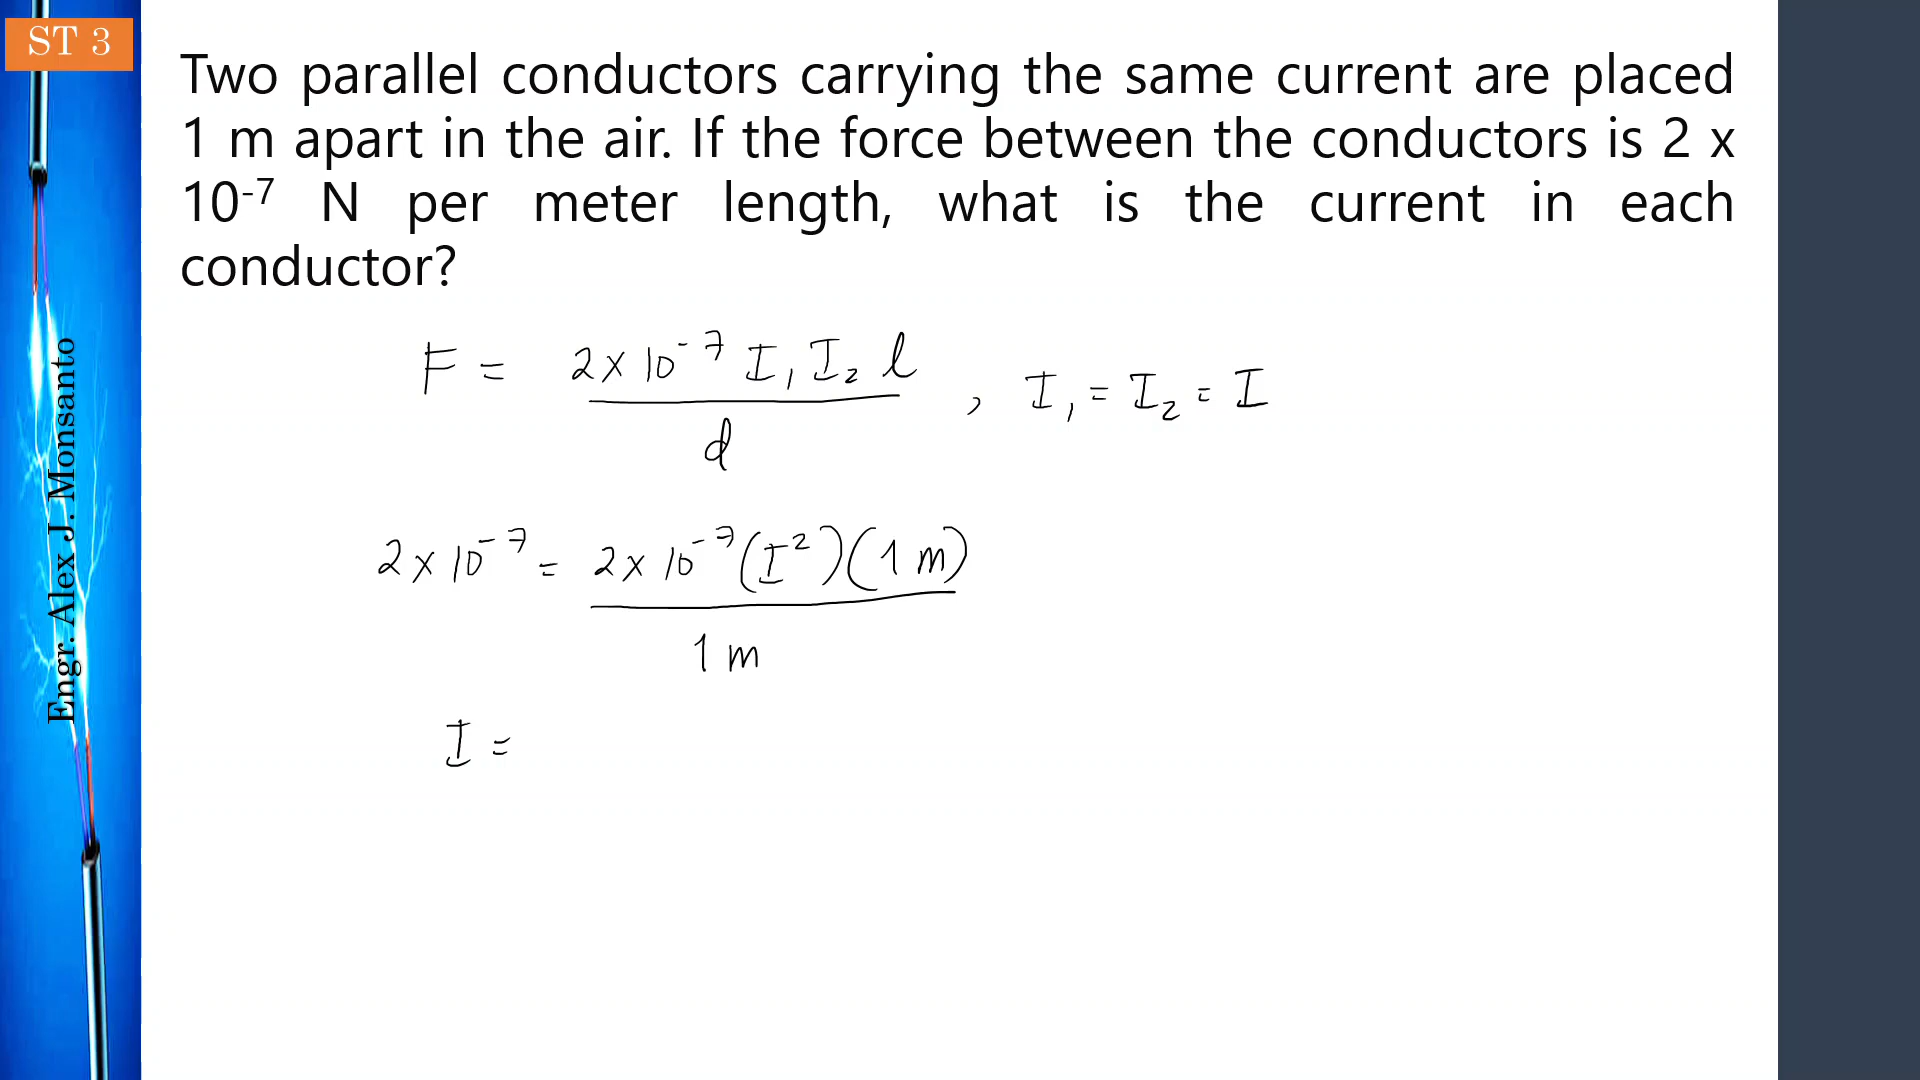 ST 3
Two parallel conductors carrying the same current are placed
1 m apart in the air. If the force between the conductors is 2 x
10⁻⁷ N per meter length, what is the current in each
conductor?
F = 2 x 10⁻⁷ I₁ I₂ l / d , I₁ = I₂ = I
2 x 10⁻⁷ = 2 x 10⁻⁷ (I²)(1 m) / 1 m
I =
Engr. Alex J. Monsanto